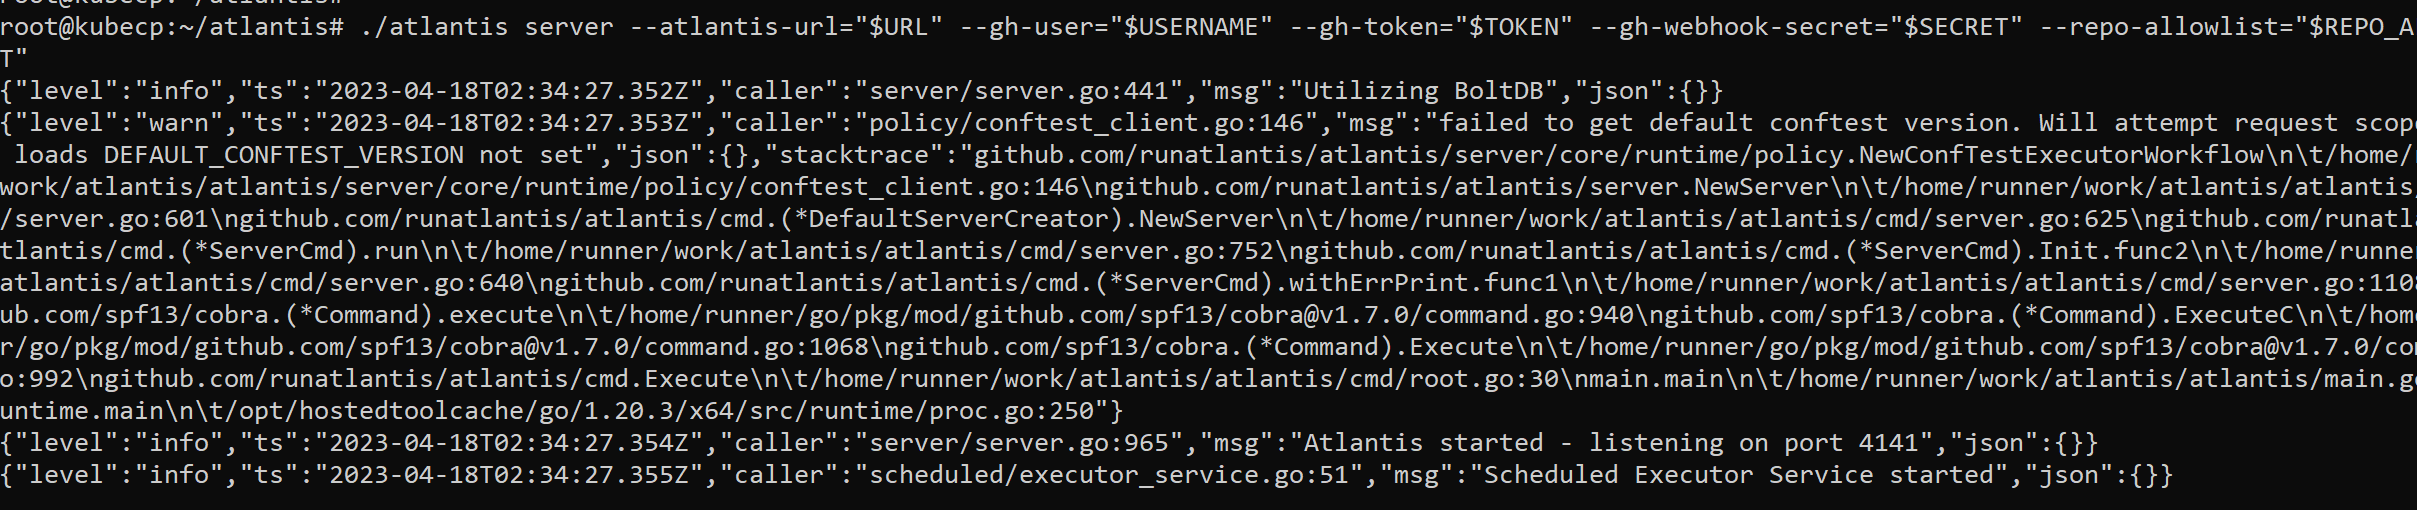 root@kubecp:~/atlantis#
root@kubecp:~/atlantis# ./atlantis server --atlantis-url="$URL" --gh-user="$USERNAME" --gh-token="$TOKEN" --gh-webhook-secret="$SECRET" --repo-allowlist="$REPO_A
T"
{"level":"info","ts":"2023-04-18T02:34:27.352Z","caller":"server/server.go:441","msg":"Utilizing BoltDB","json":{}}
{"level":"warn","ts":"2023-04-18T02:34:27.353Z","caller":"policy/conftest_client.go:146","msg":"failed to get default conftest version. Will attempt request scop
 loads DEFAULT_CONFTEST_VERSION not set","json":{},"stacktrace":"github.com/runatlantis/atlantis/server/core/runtime/policy.NewConfTestExecutorWorkflow\n\t/home/
work/atlantis/atlantis/server/core/runtime/policy/conftest_client.go:146\ngithub.com/runatlantis/atlantis/server.NewServer\n\t/home/runner/work/atlantis/atlantis
/server.go:601\ngithub.com/runatlantis/atlantis/cmd.(*DefaultServerCreator).NewServer\n\t/home/runner/work/atlantis/atlantis/cmd/server.go:625\ngithub.com/runatl
tlantis/cmd.(*ServerCmd).run\n\t/home/runner/work/atlantis/atlantis/cmd/server.go:752\ngithub.com/runatlantis/atlantis/cmd.(*ServerCmd).Init.func2\n\t/home/runner
atlantis/atlantis/cmd/server.go:640\ngithub.com/runatlantis/atlantis/cmd.(*ServerCmd).withErrPrint.func1\n\t/home/runner/work/atlantis/atlantis/cmd/server.go:110
ub.com/spf13/cobra.(*Command).execute\n\t/home/runner/go/pkg/mod/github.com/spf13/cobra@v1.7.0/command.go:940\ngithub.com/spf13/cobra.(*Command).ExecuteC\n\t/hom
r/go/pkg/mod/github.com/spf13/cobra@v1.7.0/command.go:1068\ngithub.com/spf13/cobra.(*Command).Execute\n\t/home/runner/go/pkg/mod/github.com/spf13/cobra@v1.7.0/co
o:992\ngithub.com/runatlantis/atlantis/cmd.Execute\n\t/home/runner/work/atlantis/atlantis/cmd/root.go:30\nmain.main\n\t/home/runner/work/atlantis/atlantis/main.g
untime.main\n\t/opt/hostedtoolcache/go/1.20.3/x64/src/runtime/proc.go:250"}
{"level":"info","ts":"2023-04-18T02:34:27.354Z","caller":"server/server.go:965","msg":"Atlantis started - listening on port 4141","json":{}}
{"level":"info","ts":"2023-04-18T02:34:27.355Z","caller":"scheduled/executor_service.go:51","msg":"Scheduled Executor Service started","json":{}}